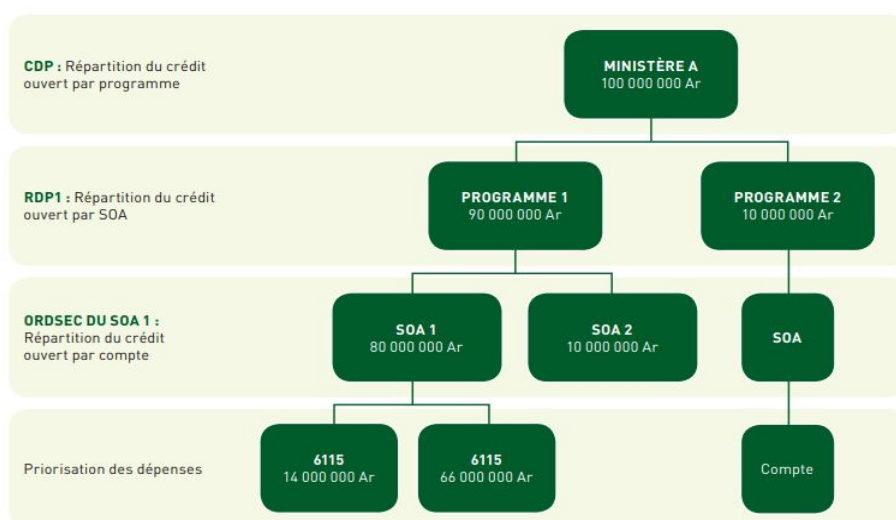 CDP : Répartition du crédit
ouvert par programme
MINISTÈRE A
100 000 000 Ar
RDP1 : Répartition du crédit
ouvert par SOA
PROGRAMME 1
90 000 000 Ar
PROGRAMME 2
10 000 000 Ar
ORDSEC DU SOA 1 :
Répartition du crédit
ouvert par compte
SOA 1
80 000 000 Ar
SOA 2
10 000 000 Ar
SOA
Priorisation des dépenses
6115
14 000 000 Ar
6115
66 000 000 Ar
Compte